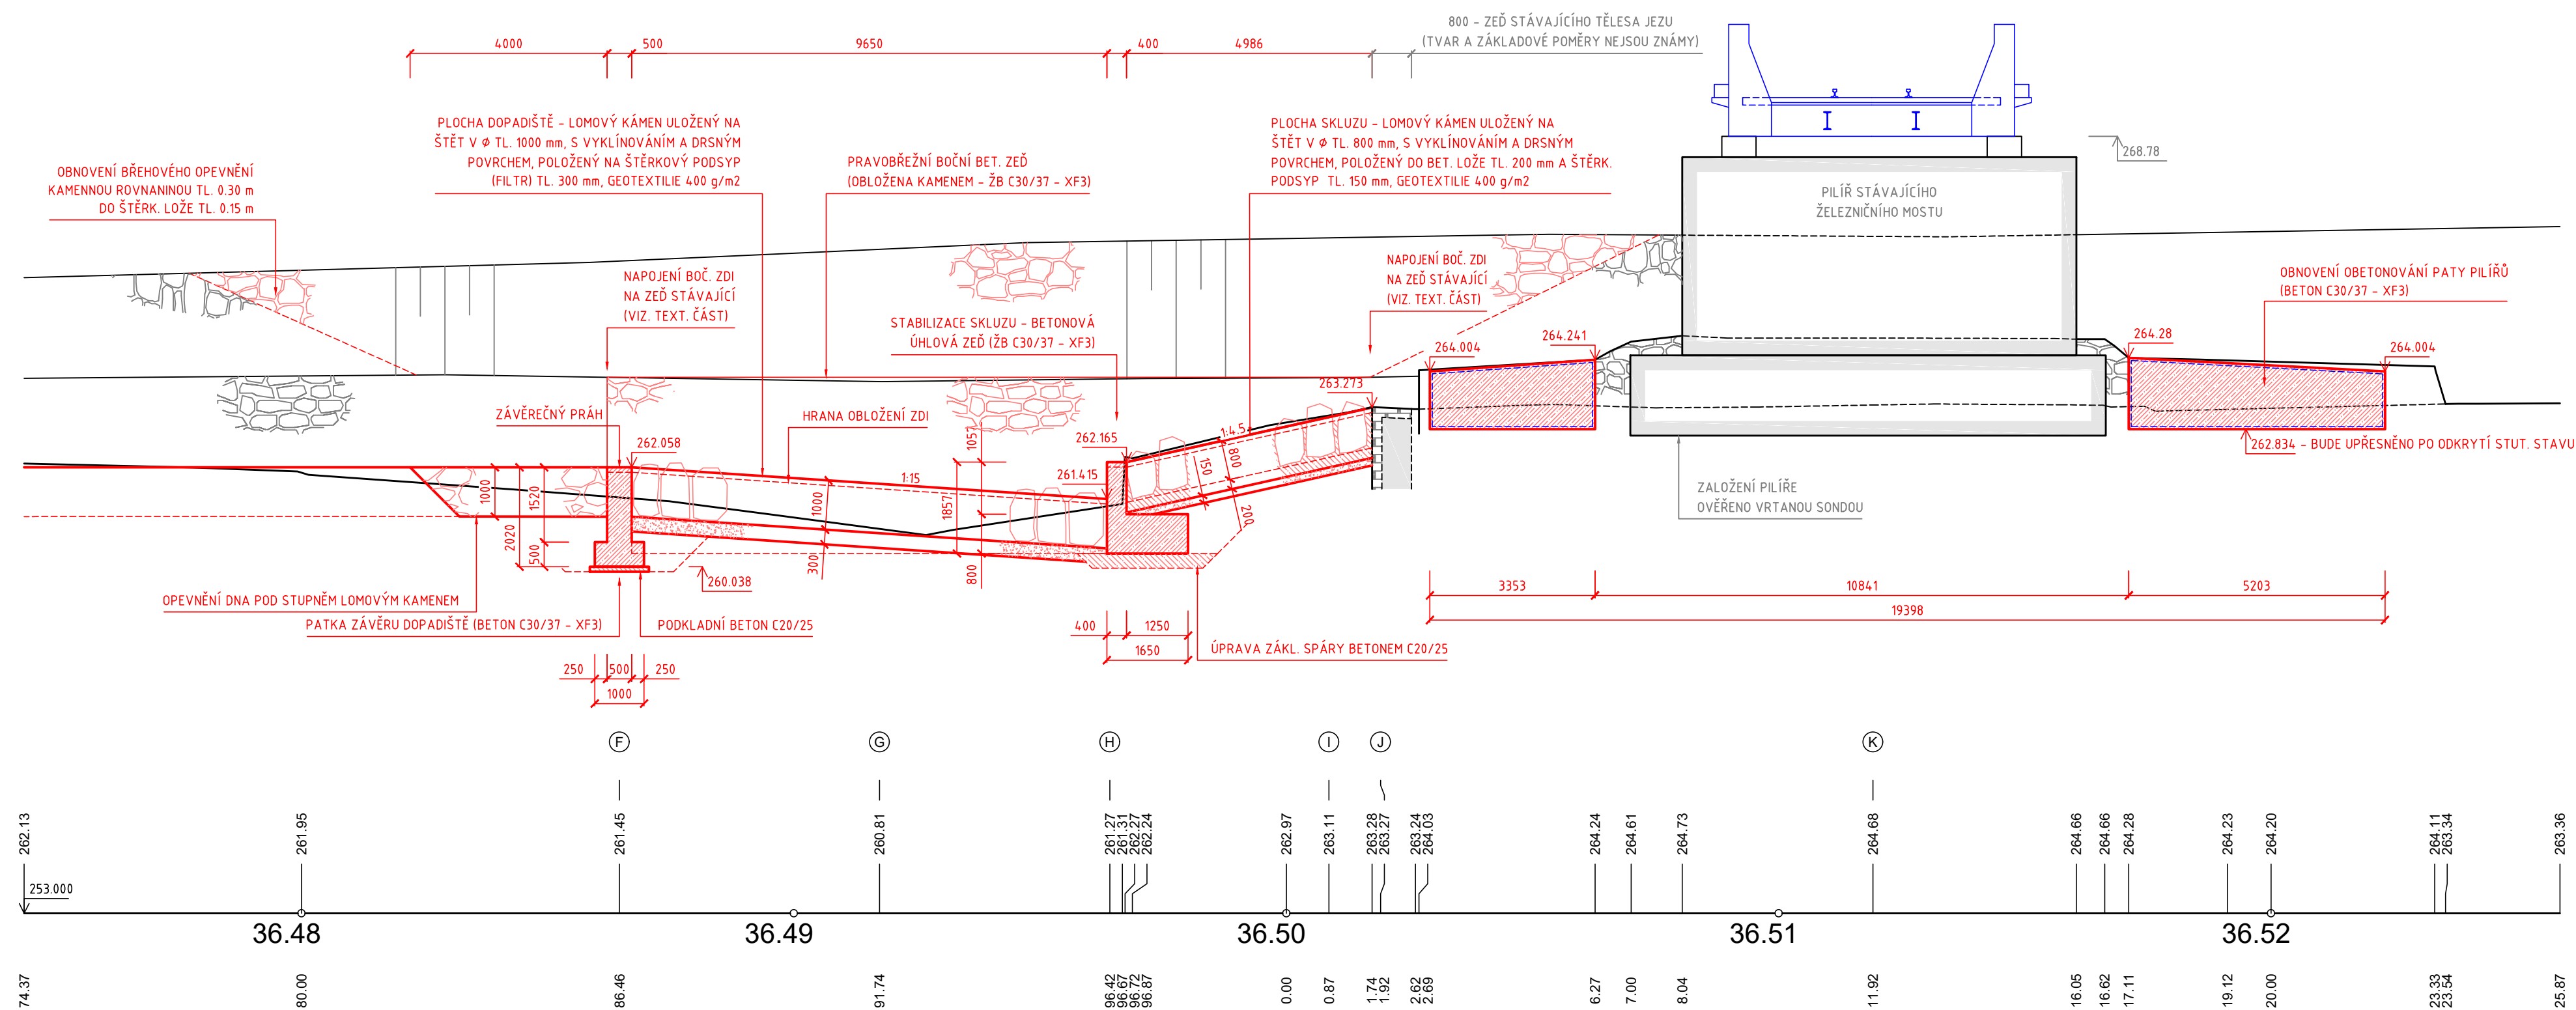 800 - ZEĎ STÁVAJÍCÍHO TĚLESA JEZU
(TVAR A ZÁKLADOVÉ POMĚRY NEJSOU ZNÁMY)
4000
500
9650
400
4986
PLOCHA DOPADIŠTĚ - LOMOVÝ KÁMEN ULOŽENÝ NA
ŠTĚT V Ø TL. 1000 mm, S VYKLÍNOVÁNÍM A DRSNÝM
POVRCHEM, POLOŽENÝ NA ŠTĚRKOVÝ PODSYP
(FILTR) TL. 300 mm, GEOTEXTILIE 400 g/m2
PLOCHA SKLUZU - LOMOVÝ KÁMEN ULOŽENÝ NA
ŠTĚT V Ø TL. 800 mm, S VYKLÍNOVÁNÍM A DRSNÝM
POVRCHEM, POLOŽENÝ DO BET. LOŽE TL. 200 mm A ŠTĚRK.
PODSYP TL. 150 mm, GEOTEXTILIE 400 g/m2
OBNOVENÍ BŘEHOVÉHO OPEVNĚNÍ
KAMENNOU ROVNANINOU TL. 0.30 m
DO ŠTĚRK. LOŽE TL. 0.15 m
PRAVOBŘEŽNÍ BOČNÍ BET. ZEĎ
(OBLOŽENA KAMENEM - ŽB C30/37 - XF3)
268.78
PILÍŘ STÁVAJÍCÍHO
ŽELEZNIČNÍHO MOSTU
NAPOJENÍ BOČ. ZDI
NA ZEĎ STÁVAJÍCÍ
(VIZ. TEXT. ČÁST)
NAPOJENÍ BOČ. ZDI
NA ZEĎ STÁVAJÍCÍ
(VIZ. TEXT. ČÁST)
OBNOVENÍ OBETONOVÁNÍ PATY PILÍŘŮ
(BETON C30/37 - XF3)
STABILIZACE SKLUZU - BETONOVÁ
ÚHLOVÁ ZEĎ (ŽB C30/37 - XF3)
264.004
264.241
264.28
264.004
263.273
ZÁVĚREČNÝ PRÁH
HRANA OBLOŽENÍ ZDI
262.058
262.165
261.415
1:15
1:4.5
1057
1857
800
150
800
200
1000
1520
2020
500
1000
300
262.834 - BUDE UPŘESNĚNO PO ODKRYTÍ STUT. STAVU
ZALOŽENÍ PILÍŘE
OVĚŘENO VRTANOU SONDOU
260.038
OPEVNĚNÍ DNA POD STUPNĚM LOMOVÝM KAMENEM
PATKA ZÁVĚRU DOPADIŠTĚ (BETON C30/37 - XF3)
PODKLADNÍ BETON C20/25
3353
10841
5203
19398
400
1250
1650
ÚPRAVA ZÁKL. SPÁRY BETONEM C20/25
250
500
250
1000
F
G
H
I
J
K
262.13
261.95
261.45
260.81
261.27
261.31
262.27
262.24
262.97
263.11
263.28
263.27
263.24
264.03
264.24
264.61
264.73
264.68
264.66
264.66
264.28
264.23
264.20
264.11
263.34
263.36
253.000
36.48
36.49
36.50
36.51
36.52
74.37
80.00
86.46
91.74
96.42
96.67
96.72
96.87
0.00
0.87
1.74
1.92
2.62
2.69
6.27
7.00
8.04
11.92
16.05
16.62
17.11
19.12
20.00
23.33
23.54
25.87